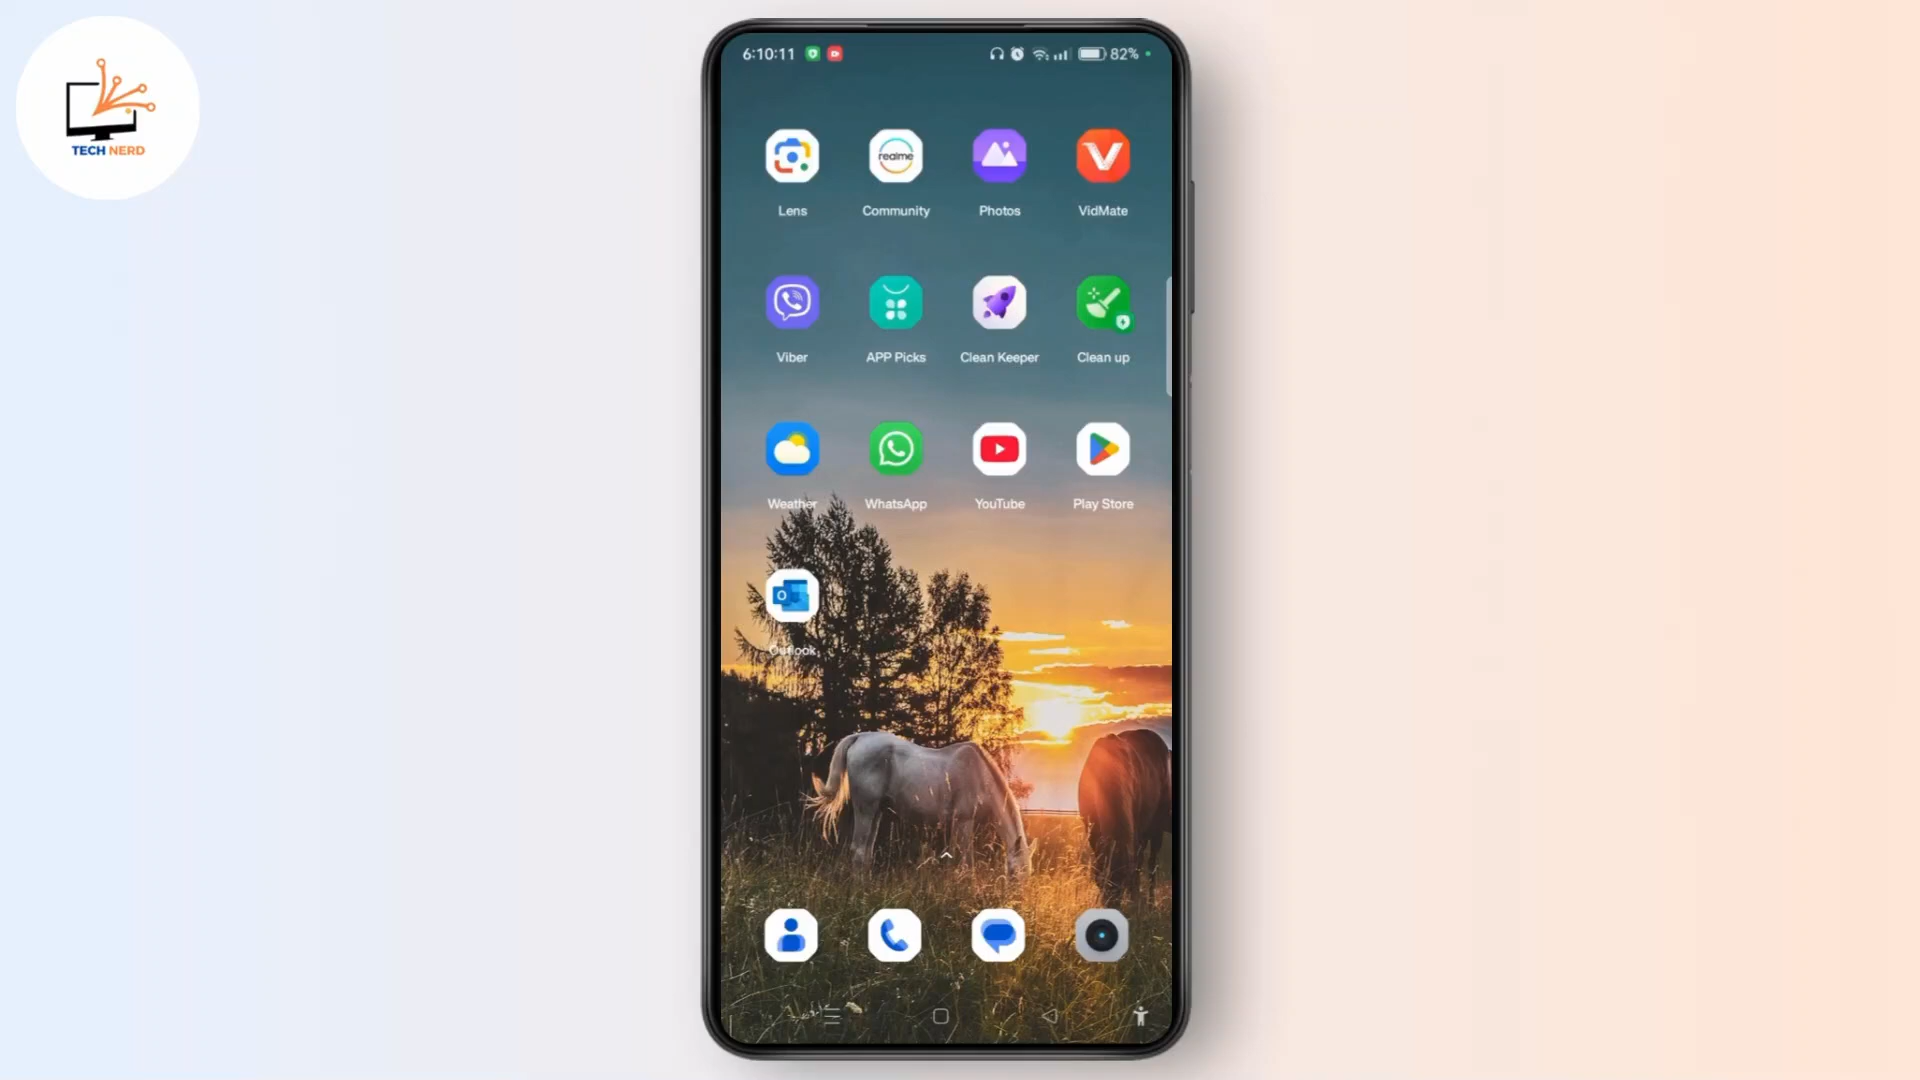 TECH NERD
6:10:11
82%
realme
Lens
Community
Photos
VidMate
Viber
APP Picks
Clean Keeper
Clean up
Weather
WhatsApp
YouTube
Play Store
Outlook